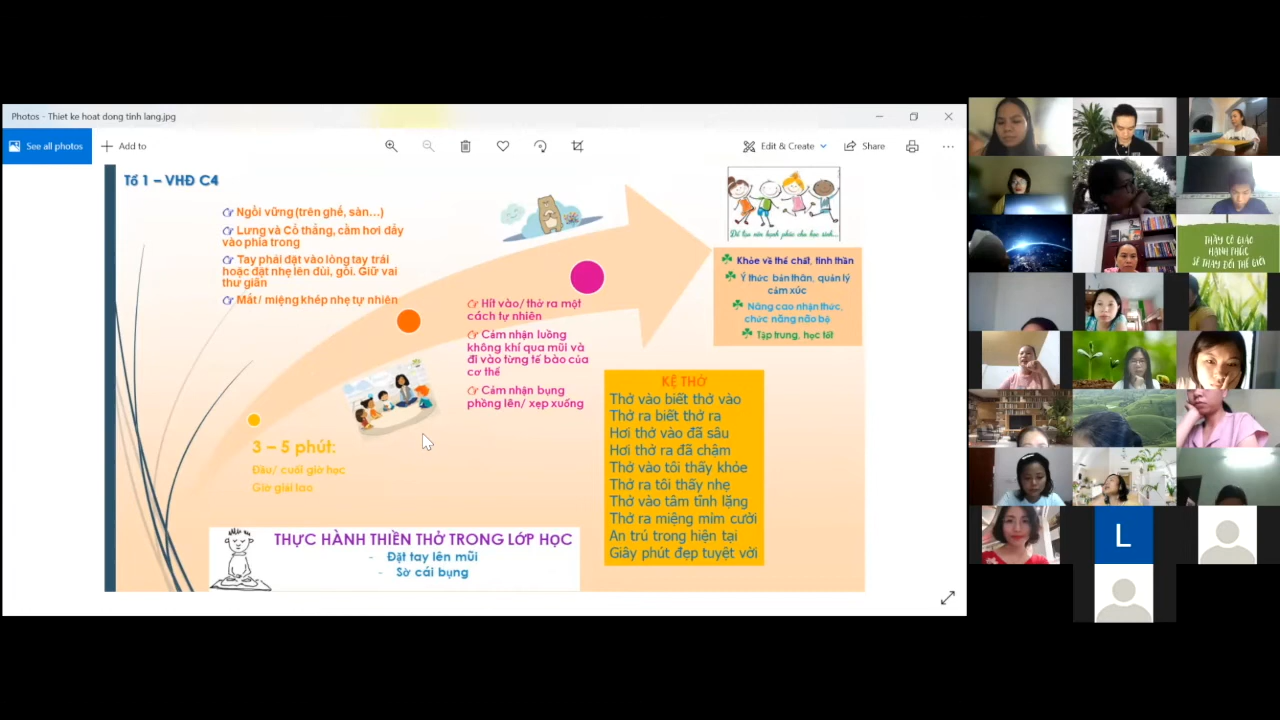 Photos - Thiet ke hoat dong tinh lang.jpg
See all photos
Add to
Edit & Create
Share
Tổ 1 – VHĐ C4
Ngồi vững (trên ghế, sàn...)
Lưng và Cổ thẳng, cằm hơi đẩy
vào phía trong
Tay phải đặt vào lòng tay trái
hoặc đặt nhẹ lên đùi, gối. Giữ vai
thư giãn
Mắt/ miệng khép nhẹ tự nhiên
Hít vào/ thở ra một
cách tự nhiên
Cảm nhận luồng
không khí qua mũi và
đi vào từng tế bào của
cơ thể
Cảm nhận bụng
phồng lên/ xẹp xuống
3 – 5 phút:
Đầu/ cuối giờ học
Giờ giải lao
THỰC HÀNH THIỀN THỞ TRONG LỚP HỌC
- Đặt tay lên mũi
- Sờ cái bụng
Khỏe về thể chất, tinh thần
Ý thức bản thân, quản lý
cảm xúc
Nâng cao nhận thức,
chức năng não bộ
Tập trung, học tốt
KỆ THỞ
Thở vào biết thở vào
Thở ra biết thở ra
Hơi thở vào đã sâu
Hơi thở ra đã chậm
Thở vào tôi thấy khỏe
Thở ra tôi thấy nhẹ
Thở vào tâm tĩnh lặng
Thở ra miệng mỉm cười
An trú trong hiện tại
Giây phút đẹp tuyệt vời
THẦY CÔ GIÁO
HẠNH PHÚC
SẼ THAY ĐỔI THẾ GIỚI
L